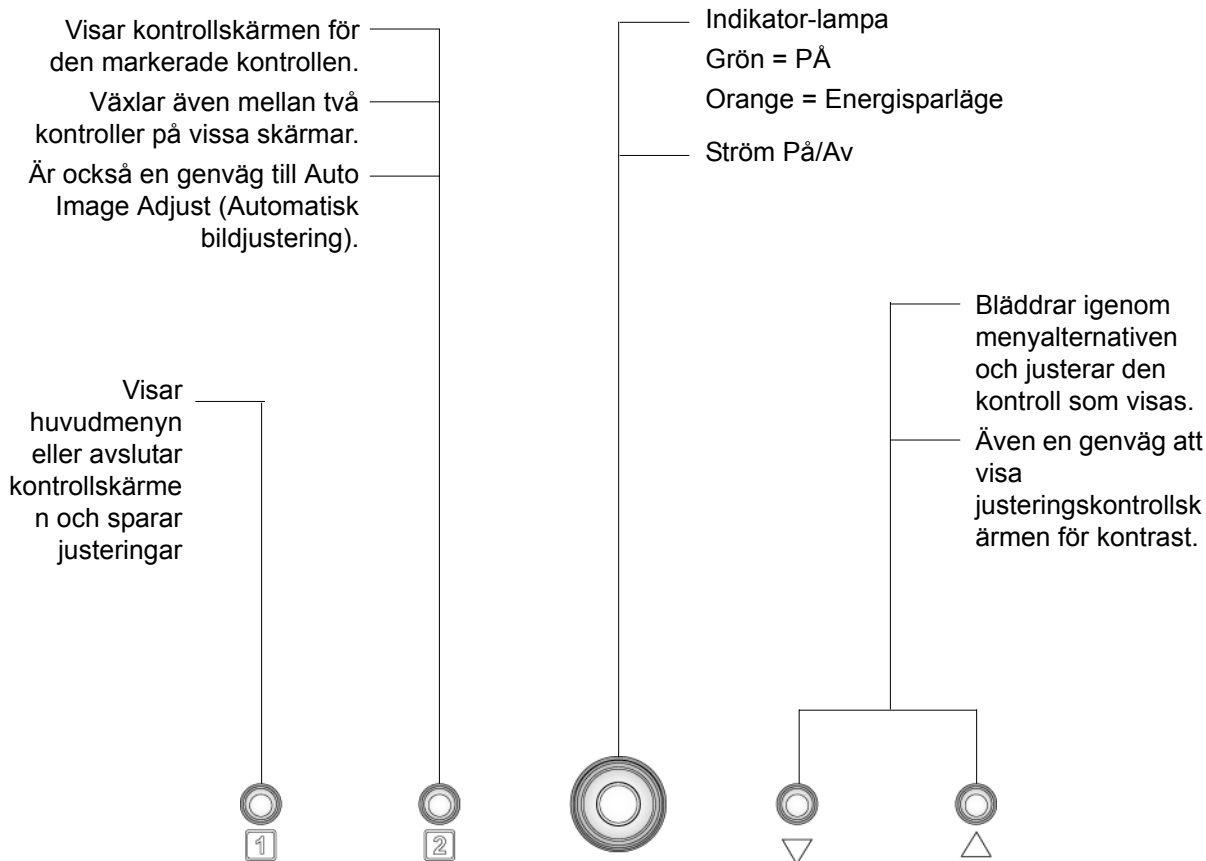 Visar kontrollskärmen för
den markerade kontrollen.
Växlar även mellan två
kontroller på vissa skärmar.
Är också en genväg till Auto
Image Adjust (Automatisk
bildjustering).
Indikator-lampa
Grön = PÅ
Orange = Energisparläge
Ström På/Av
Visar
huvudmenyn
eller avslutar
kontrollskärme
n och sparar
justeringar
Bläddrar igenom
menyalternativen
och justerar den
kontroll som visas.
Även en genväg att
visa
justeringskontrollsk
ärmen för kontrast.
1
2